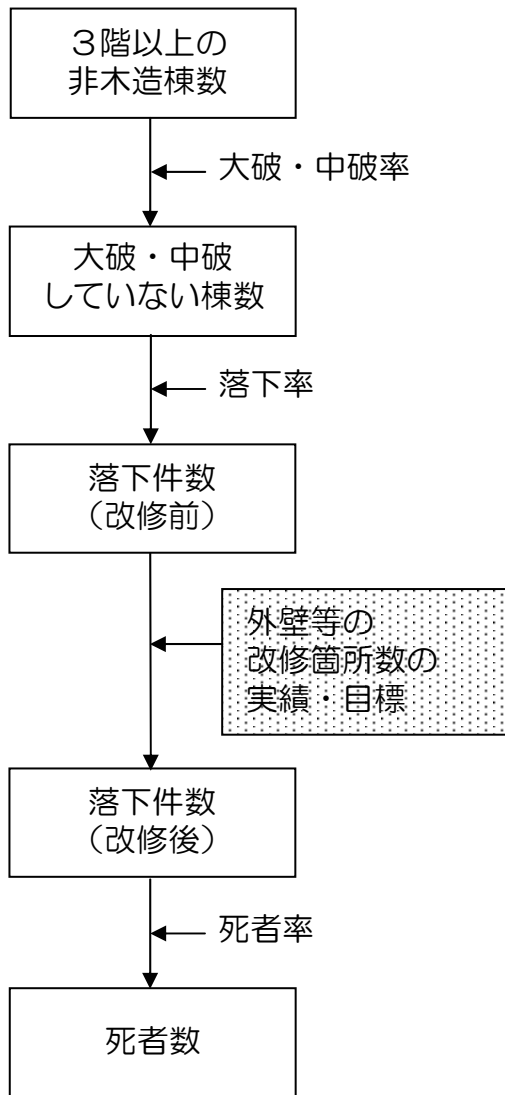 ３階以上の
非木造棟数
大破・中破率
大破・中破
していない棟数
落下率
落下件数
（改修前）
外壁等の
改修箇所数の
実績・目標
落下件数
（改修後）
死者率
死者数